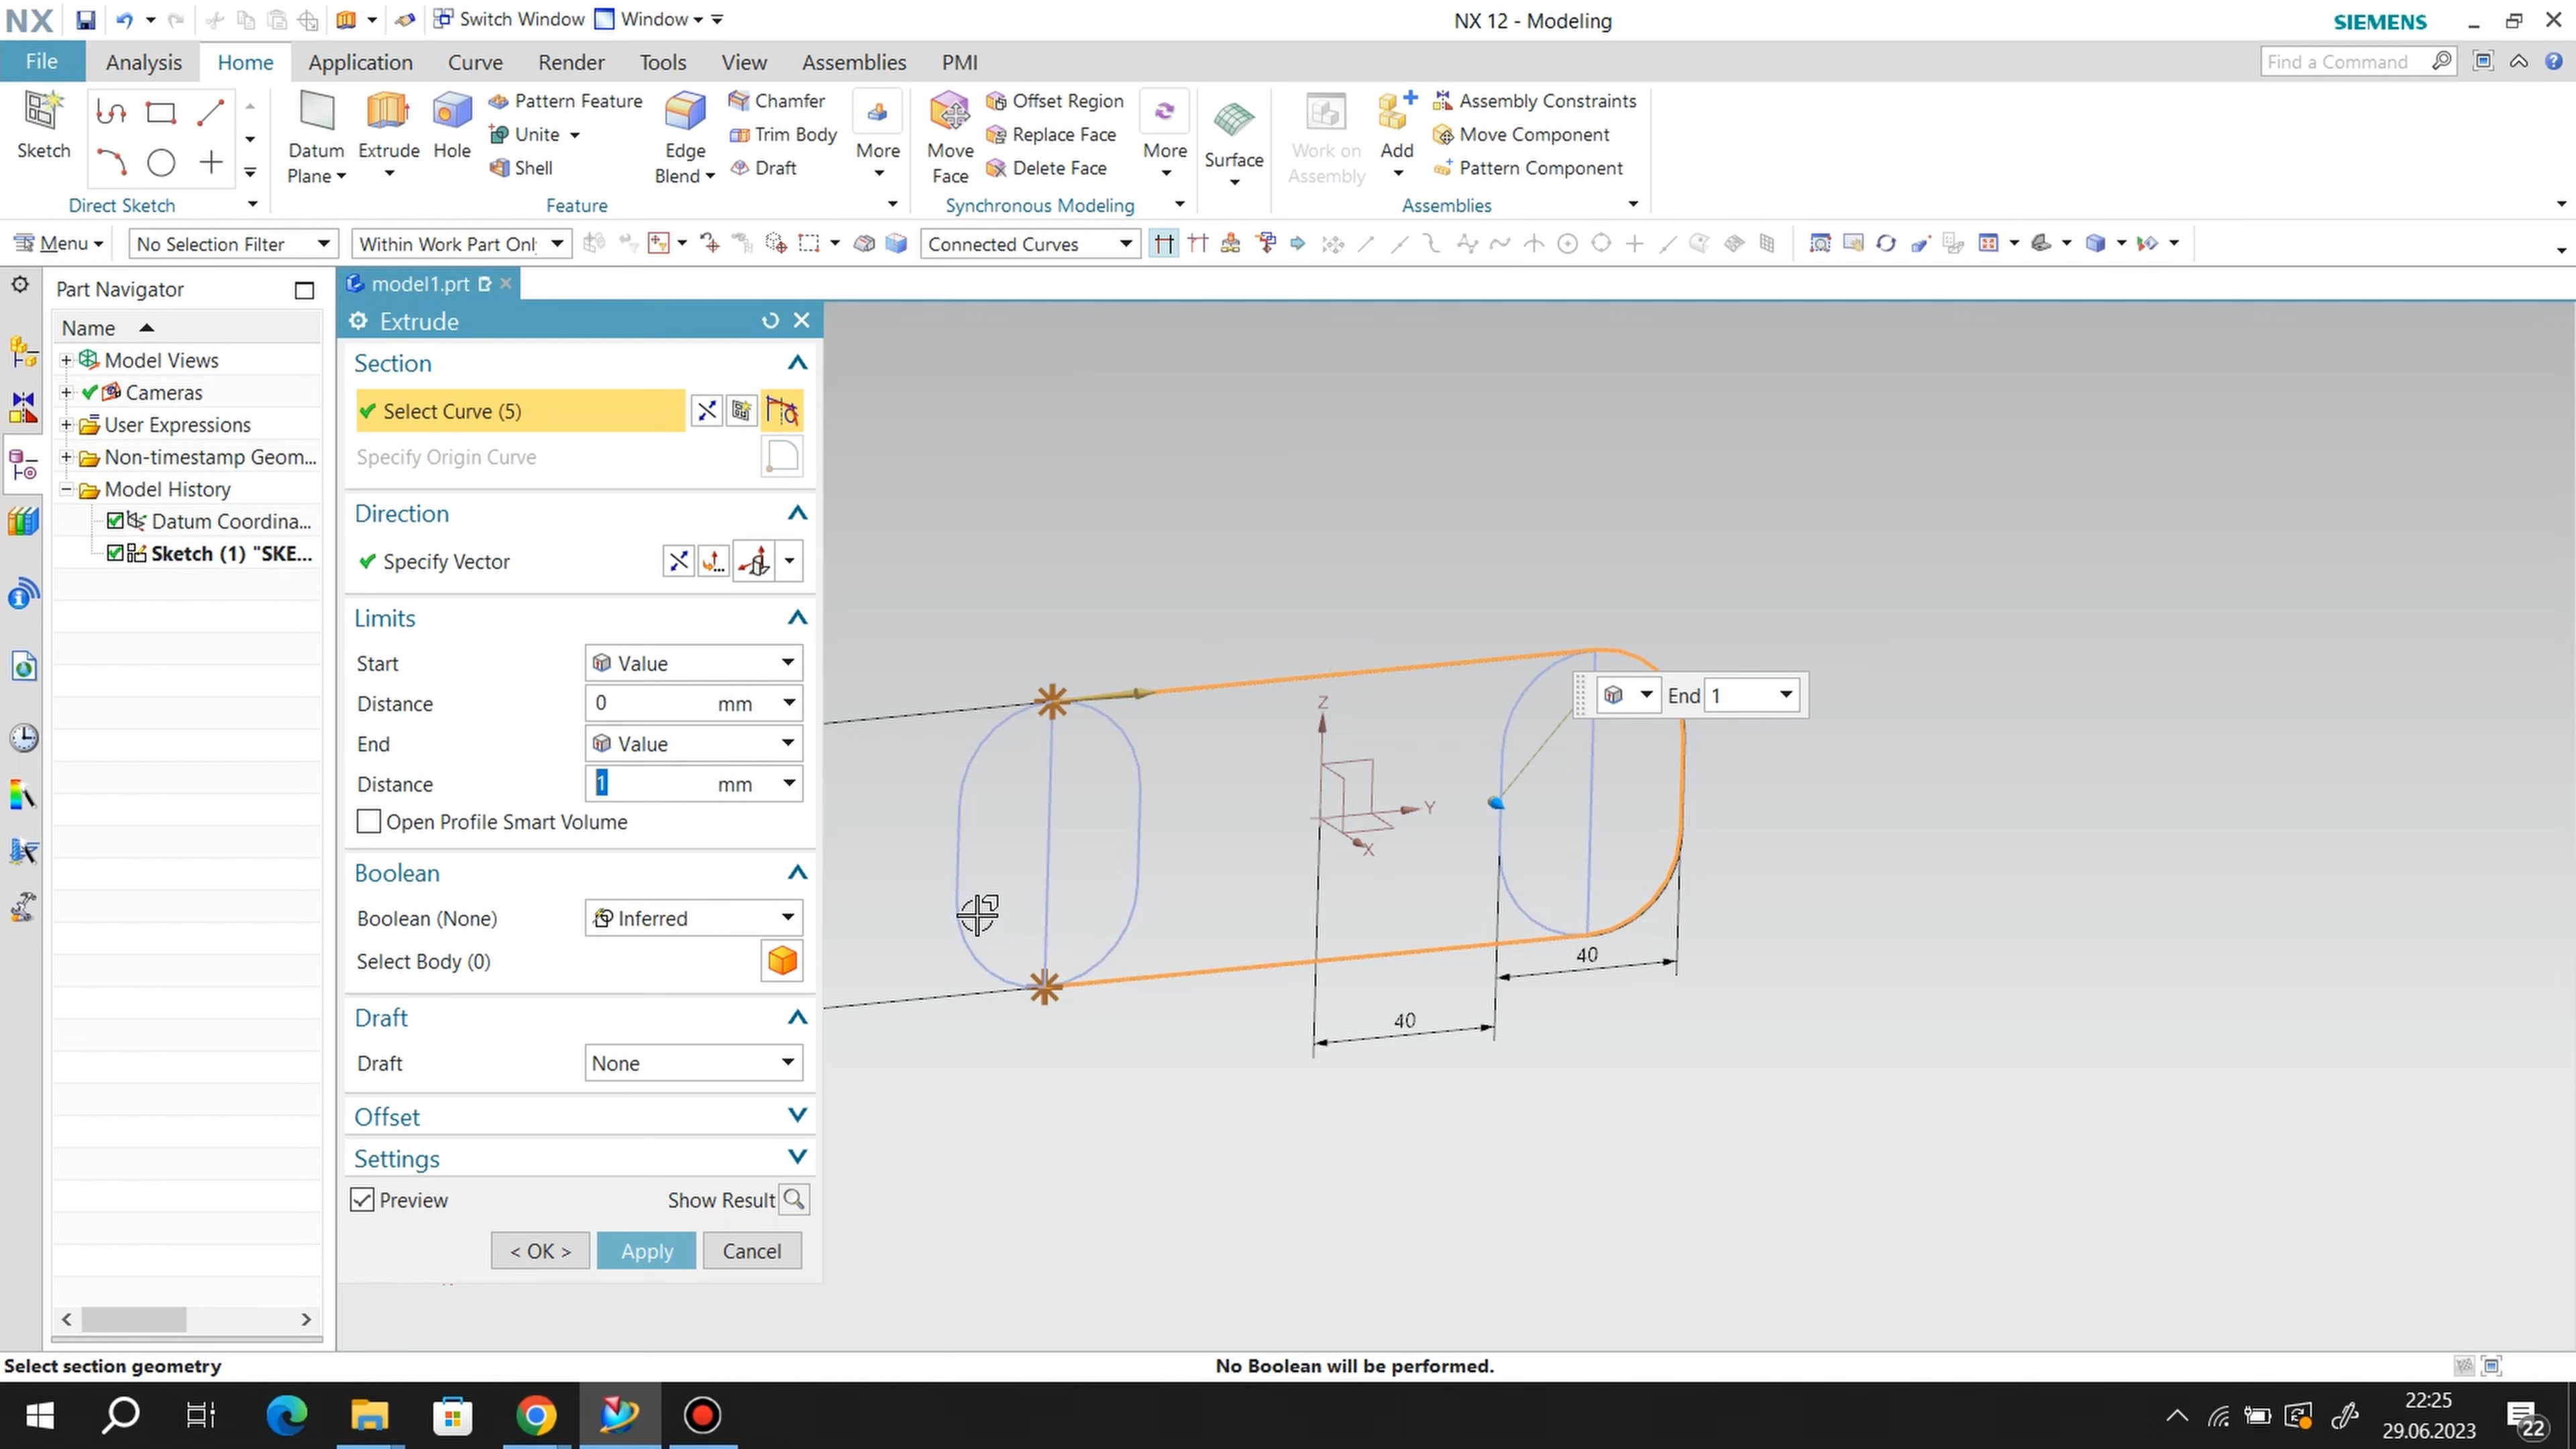 NX Switch Window Window NX 12 - Modeling SIEMENS
File Analysis Home Application Curve Render Tools View Assemblies PMI Find a Command
Sketch
Direct Sketch
Datum Plane
Extrude
Hole
Pattern Feature
Unite
Shell
Edge Blend
Chamfer
Trim Body
Draft
More
Feature
Move Face
Offset Region
Replace Face
Delete Face
More
Synchronous Modeling
Surface
Work on Assembly
Add
Assembly Constraints
Move Component
Pattern Component
Assemblies
Menu No Selection Filter Within Work Part Onl Connected Curves
Part Navigator
Name
Model Views
Cameras
User Expressions
Non-timestamp Geom...
Model History
Datum Coordina...
Sketch (1) "SKE...
model1.prt
Extrude
Section
Select Curve (5)
Specify Origin Curve
Direction
Specify Vector
Limits
Start Value
Distance 0 mm
End Value
Distance 1 mm
Open Profile Smart Volume
Boolean
Boolean (None) Inferred
Select Body (0)
Draft
Draft None
Offset
Settings
Preview Show Result
< OK > Apply Cancel
End 1
Z
Y
X
40
40
Select section geometry No Boolean will be performed.
22:25
29.06.2023
22